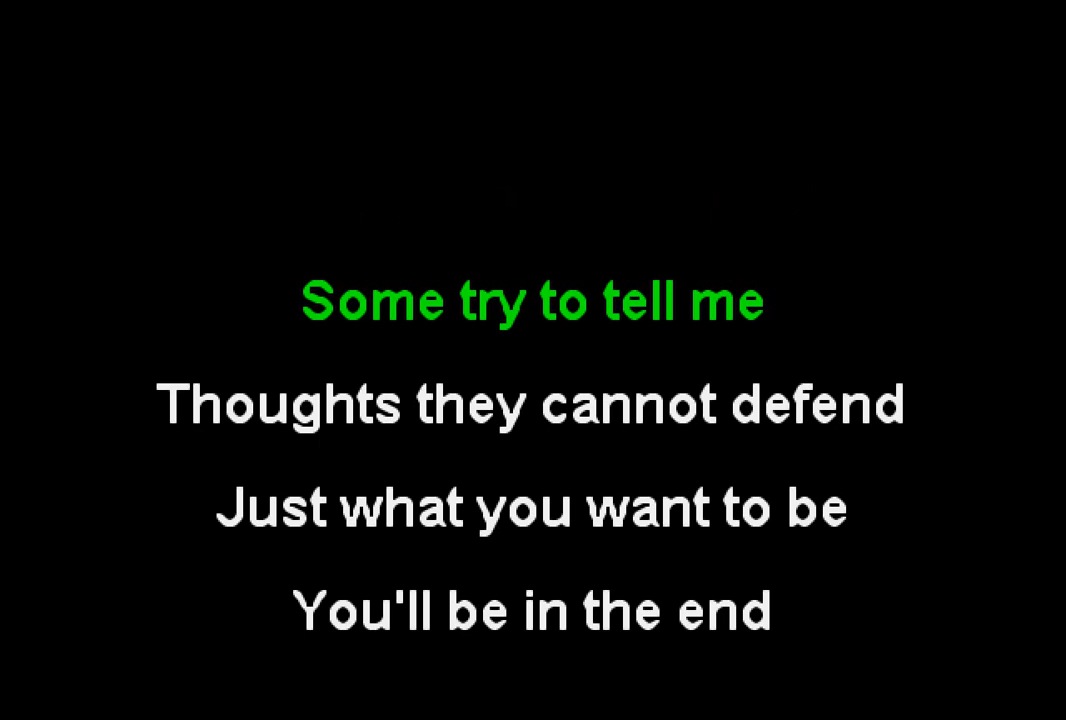 Some try to tell me
Thoughts they cannot defend
Just what you want to be
You'll be in the end